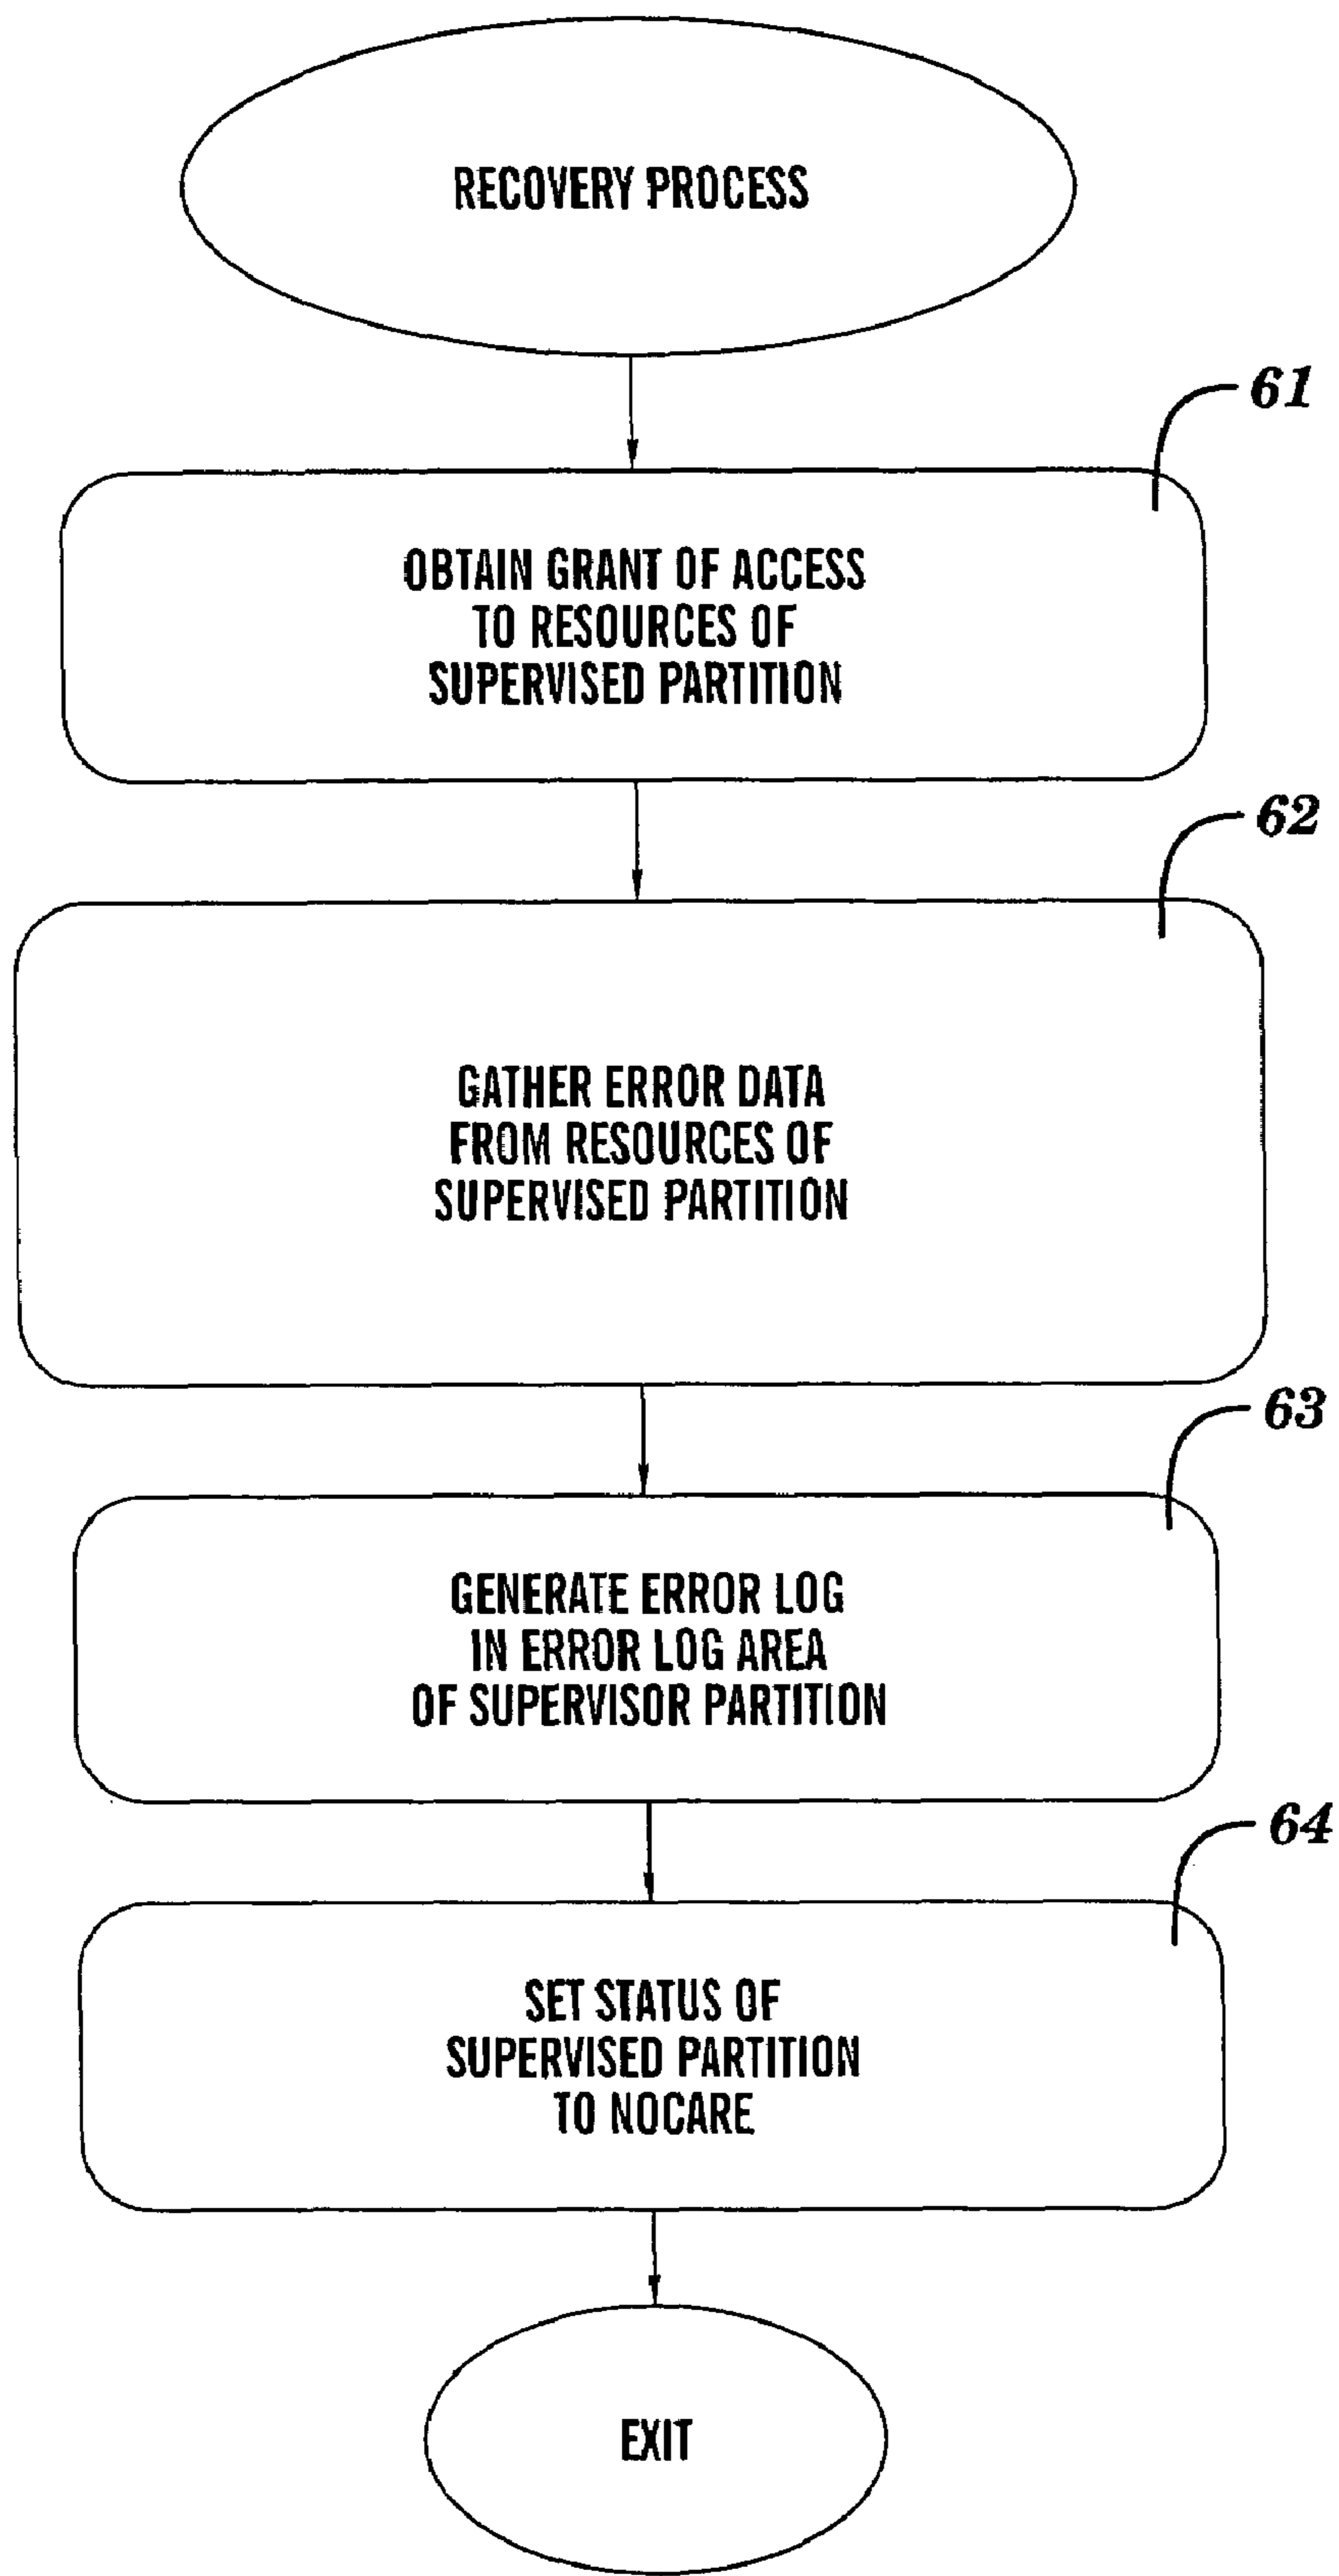 RECOVERY PROCESS
61
OBTAIN GRANT OF ACCESS
TO RESOURCES OF
SUPERVISED PARTITION
62
GATHER ERROR DATA
FROM RESOURCES OF
SUPERVISED PARTITION
63
GENERATE ERROR LOG
IN ERROR LOG AREA
OF SUPERVISOR PARTITION
64
SET STATUS OF
SUPERVISED PARTITION
TO NOCARE
EXIT